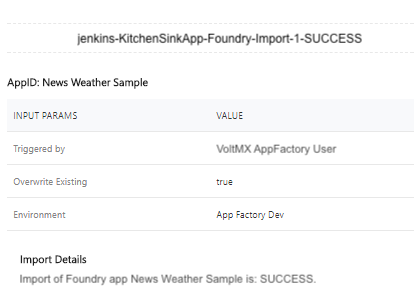 jenkins-KitchenSinkApp-Foundry-Import-1-SUCCESS
AppID: News Weather Sample
INPUT PARAMS VALUE
Triggered by VoltMX AppFactory User
Overwrite Existing true
Environment App Factory Dev
Import Details
Import of Foundry app News Weather Sample is: SUCCESS.